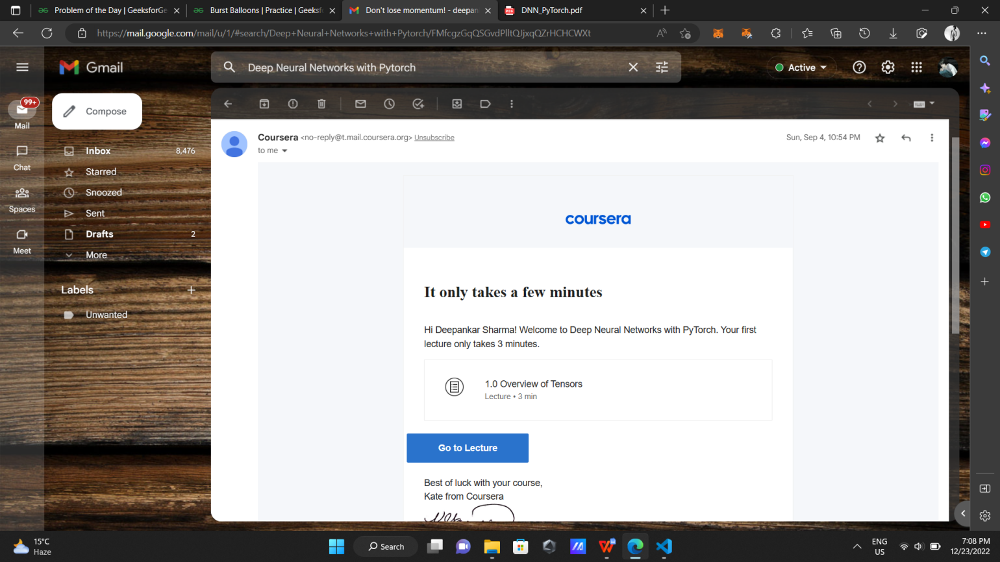 Problem of the Day | GeeksforGe
Burst Balloons | Practice | Geeksf
Don't lose momentum! - deepan
DNN_PyTorch.pdf
https://mail.google.com/mail/u/1/#search/Deep+Neural+Networks+with+Pytorch/FMfcgzGqQSGvdPlltQJjxqQZrHCHCWXt
Gmail
Deep Neural Networks with Pytorch
Active
99+
Mail
Chat
Spaces
Meet
Compose
Inbox 8,476
Starred
Snoozed
Sent
Drafts 2
More
Labels
Unwanted
Coursera <no-reply@t.mail.coursera.org> Unsubscribe
Sun, Sep 4, 10:54 PM
to me
coursera
It only takes a few minutes
Hi Deepankar Sharma! Welcome to Deep Neural Networks with PyTorch. Your first
lecture only takes 3 minutes.
1.0 Overview of Tensors
Lecture • 3 min
Go to Lecture
Best of luck with your course,
Kate from Coursera
15°C
Haze
Search
ENG
US
7:08 PM
12/23/2022